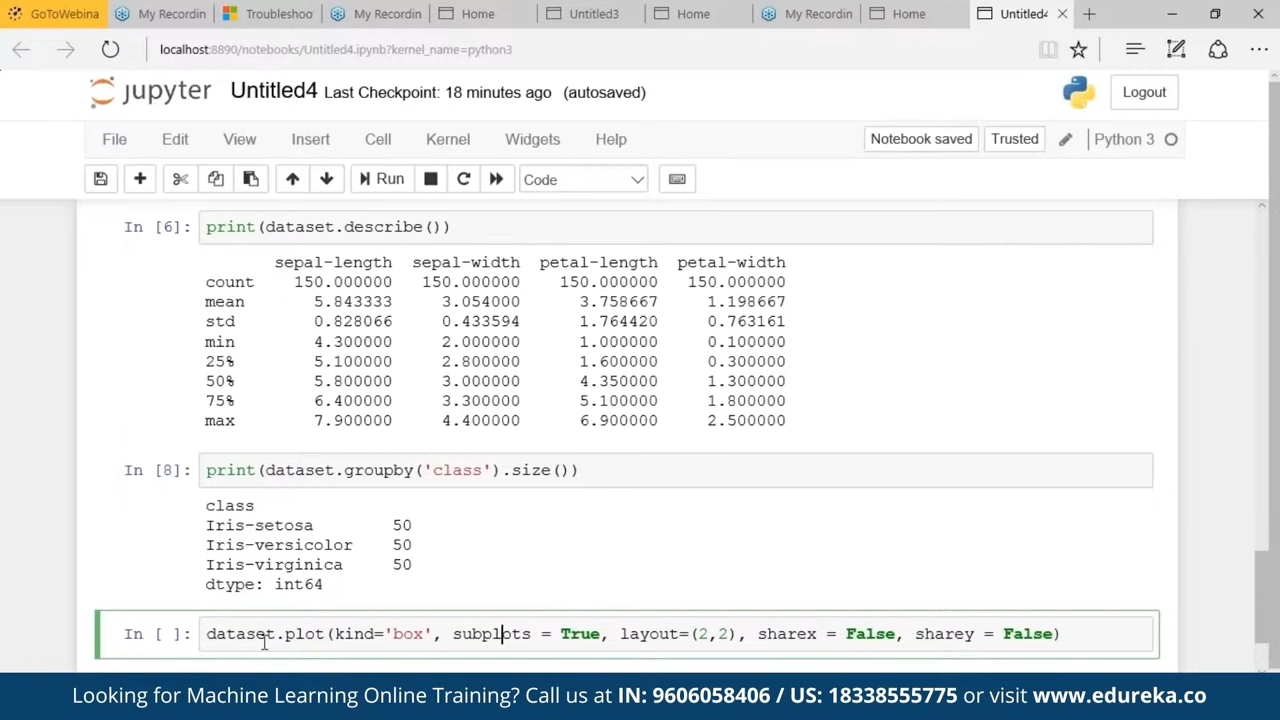 GoToWebina My Recordin Troubleshoo My Recordin Home Untitled3 Home My Recordin Home Untitled4
localhost:8890/notebooks/Untitled4.ipynb?kernel_name=python3
jupyter Untitled4 Last Checkpoint: 18 minutes ago (autosaved) Logout
File Edit View Insert Cell Kernel Widgets Help Notebook saved Trusted Python 3
Run Code
In [6]: print(dataset.describe())
sepal-length sepal-width petal-length petal-width
count 150.000000 150.000000 150.000000 150.000000
mean 5.843333 3.054000 3.758667 1.198667
std 0.828066 0.433594 1.764420 0.763161
min 4.300000 2.000000 1.000000 0.100000
25% 5.100000 2.800000 1.600000 0.300000
50% 5.800000 3.000000 4.350000 1.300000
75% 6.400000 3.300000 5.100000 1.800000
max 7.900000 4.400000 6.900000 2.500000
In [8]: print(dataset.groupby('class').size())
class
Iris-setosa 50
Iris-versicolor 50
Iris-virginica 50
dtype: int64
In [ ]: dataset.plot(kind='box', subplots = True, layout=(2,2), sharex = False, sharey = False)
Looking for Machine Learning Online Training? Call us at IN: 9606058406 / US: 18338555775 or visit www.edureka.co